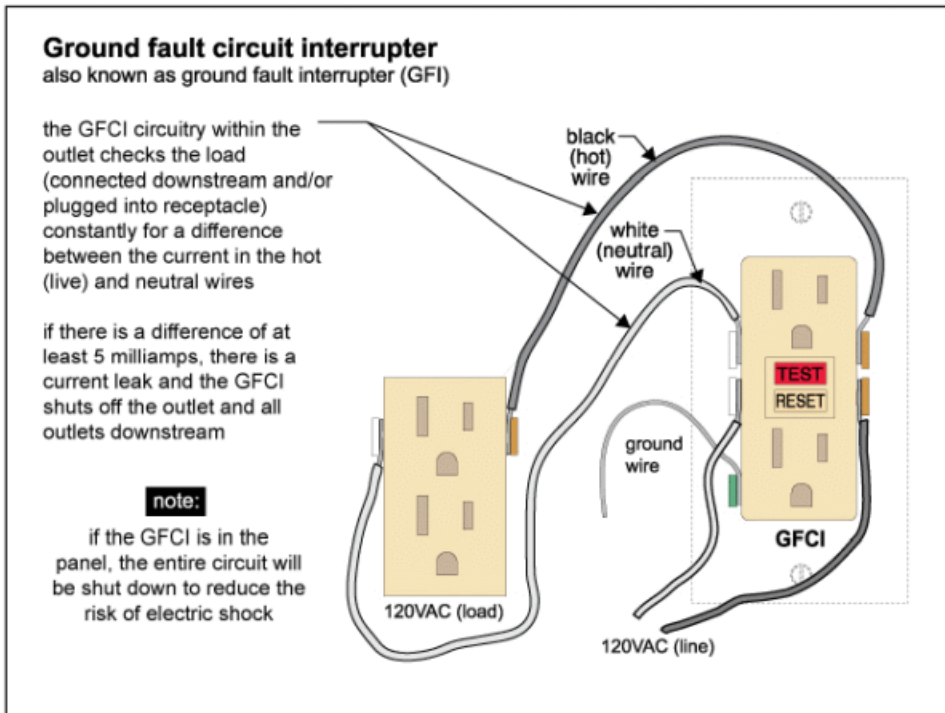 Ground fault circuit interrupter
also known as ground fault interrupter (GFI)
the GFCI circuitry within the
outlet checks the load
(connected downstream and/or
plugged into receptacle)
constantly for a difference
between the current in the hot
(live) and neutral wires
if there is a difference of at
least 5 milliamps, there is a
current leak and the GFCI
shuts off the outlet and all
outlets downstream
note:
if the GFCI is in the
panel, the entire circuit will
be shut down to reduce the
risk of electric shock
black
(hot)
wire
white
(neutral)
wire
TEST
RESET
ground
wire
GFCI
120VAC (load)
120VAC (line)